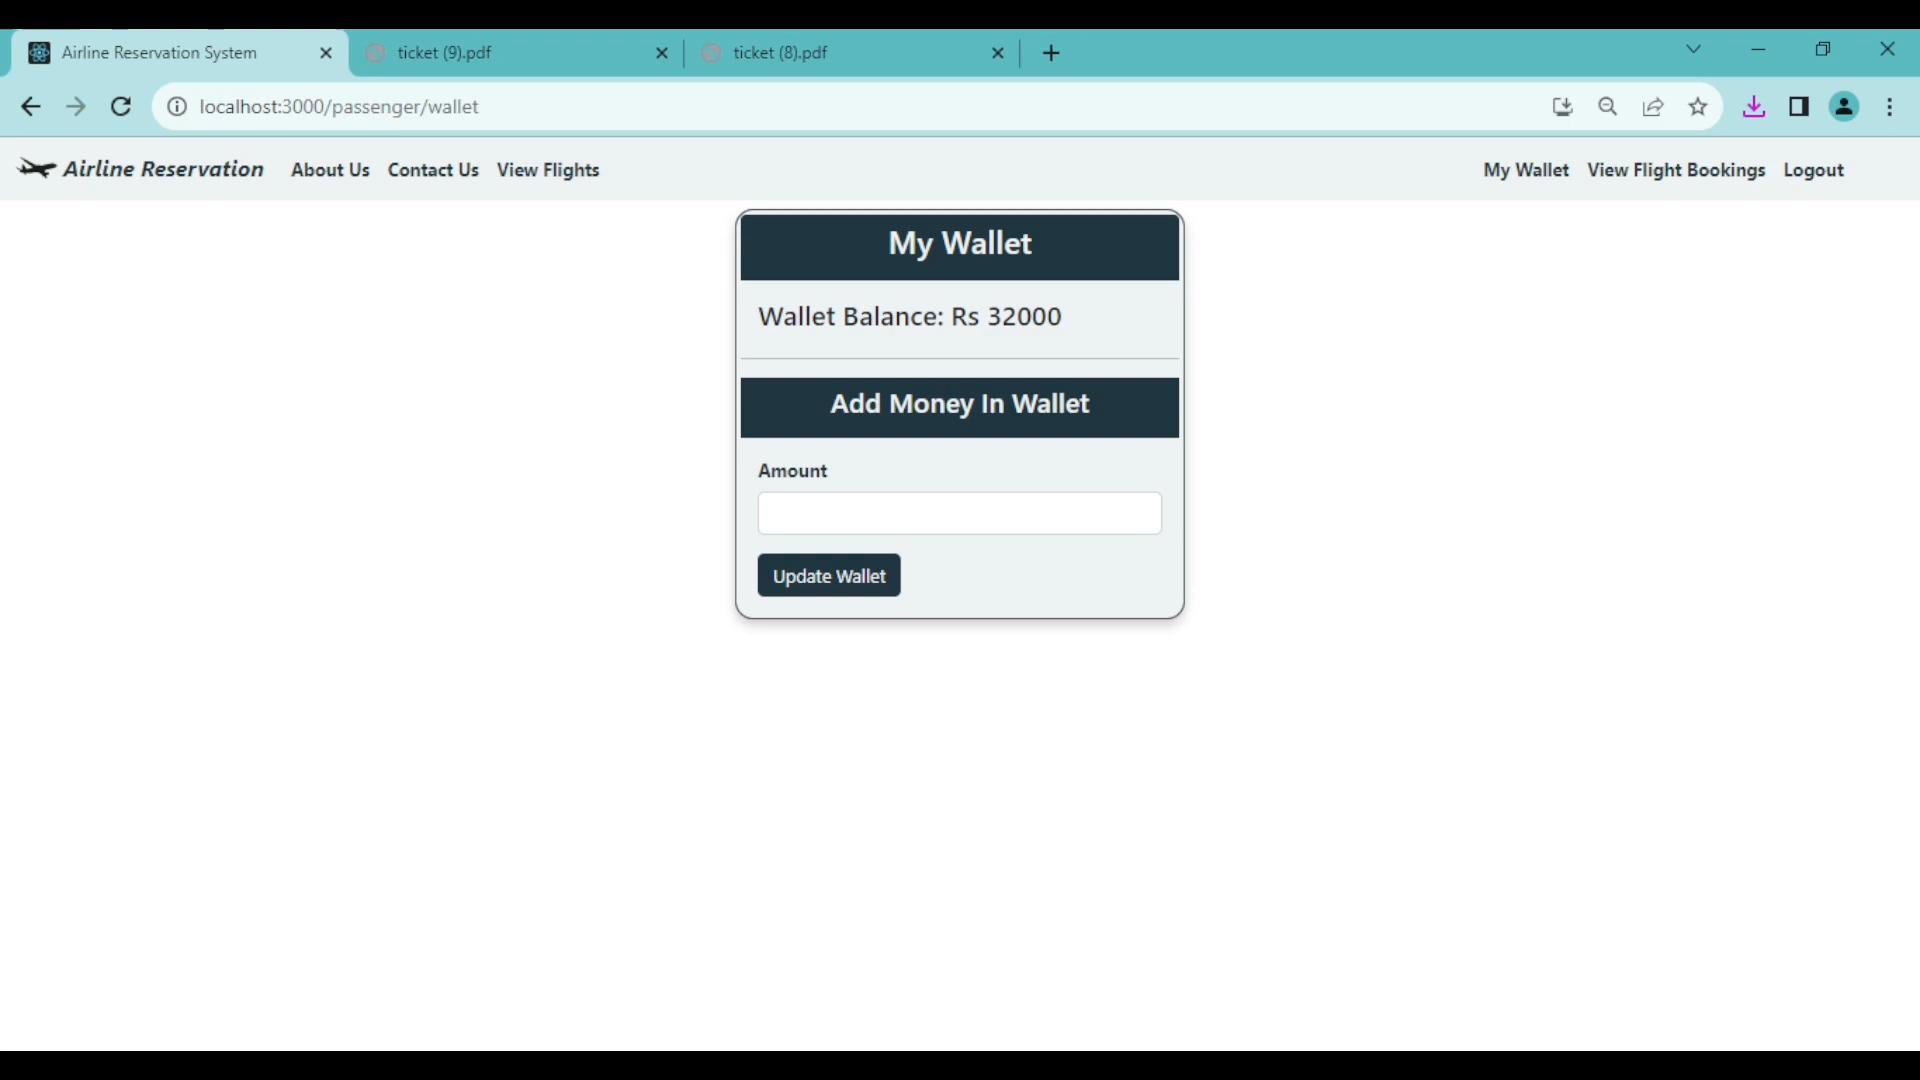 Airline Reservation System
ticket (9).pdf
ticket (8).pdf
localhost:3000/passenger/wallet
Airline Reservation About Us Contact Us View Flights My Wallet View Flight Bookings Logout
My Wallet
Wallet Balance: Rs 32000
Add Money In Wallet
Amount
Update Wallet